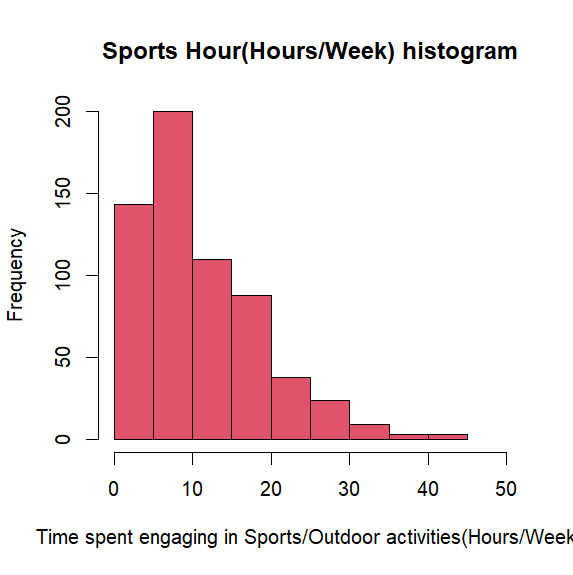 Sports Hour(Hours/Week) histogram
200
150
100
50
0
Frequency
0 10 20 30 40 50
Time spent engaging in Sports/Outdoor activities(Hours/Week